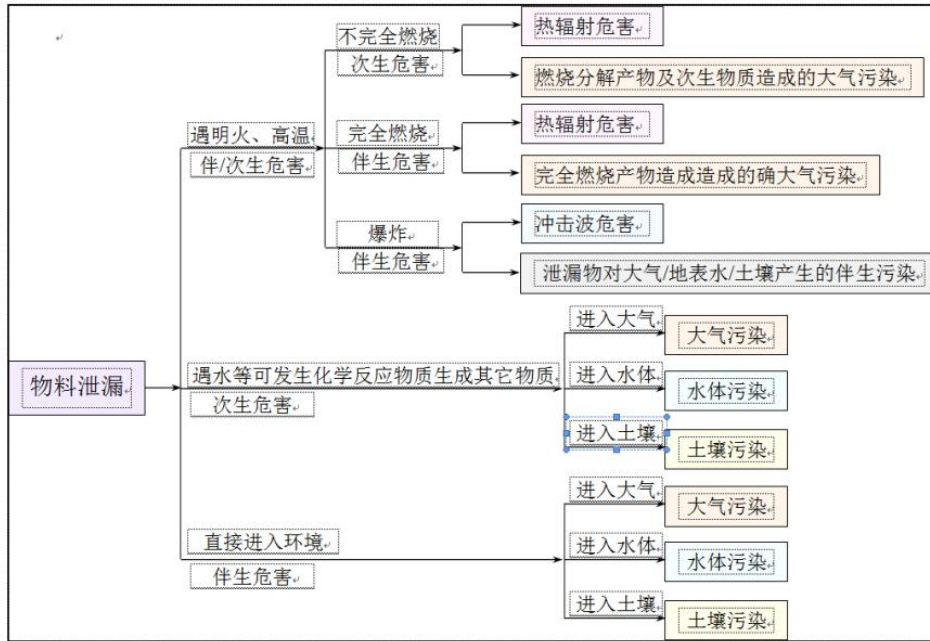 不完全燃烧
次生危害
热辐射危害
燃烧分解产物及次生物质造成的大气污染
遇明火、高温
伴/次生危害
完全燃烧
伴生危害
热辐射危害
完全燃烧产物造成造成的确大气污染
爆炸
伴生危害
冲击波危害
泄漏物对大气/地表水/土壤产生的伴生污染
物料泄漏
遇水等可发生化学反应物质生成其它物质
次生危害
进入大气
大气污染
进入水体
水体污染
进入土壤
土壤污染
直接进入环境
伴生危害
进入大气
大气污染
进入水体
水体污染
进入土壤
土壤污染